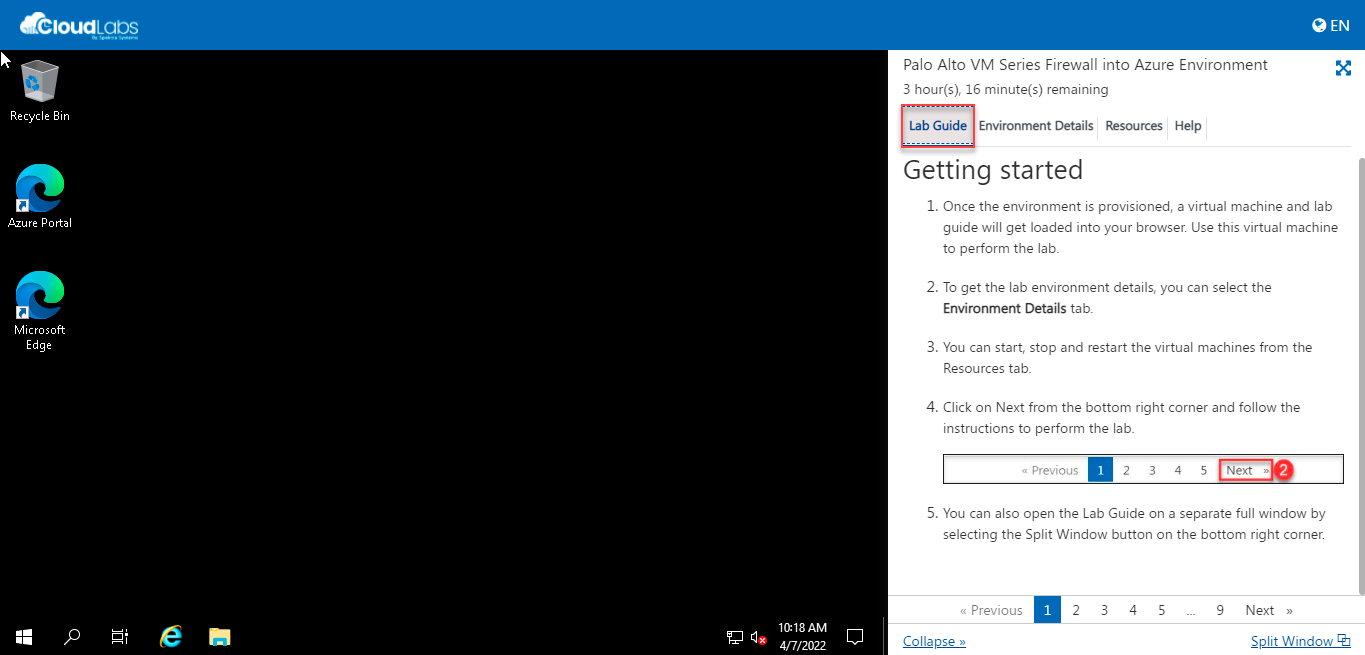 CloudLabs
By Spektra Systems
EN
Recycle Bin
Azure Portal
Microsoft
Edge
10:18 AM
4/7/2022
Palo Alto VM Series Firewall into Azure Environment
3 hour(s), 16 minute(s) remaining
Lab Guide Environment Details Resources Help
Getting started
1. Once the environment is provisioned, a virtual machine and lab
guide will get loaded into your browser. Use this virtual machine
to perform the lab.
2. To get the lab environment details, you can select the
Environment Details tab.
3. You can start, stop and restart the virtual machines from the
Resources tab.
4. Click on Next from the bottom right corner and follow the
instructions to perform the lab.
« Previous 1 2 3 4 5 Next » 2
5. You can also open the Lab Guide on a separate full window by
selecting the Split Window button on the bottom right corner.
« Previous 1 2 3 4 5 ... 9 Next »
Collapse » Split Window